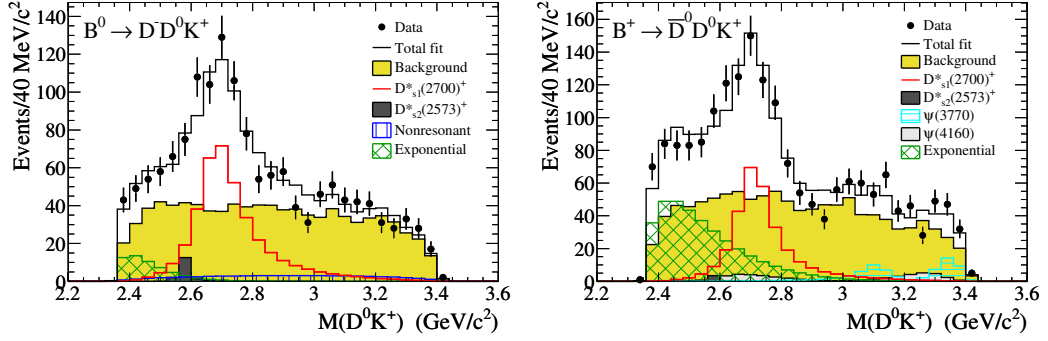 Events/40 MeV/c²
B⁰ → D⁻D⁰K⁺
Data
Total fit
Background
D*ₛ₁(2700)⁺
D*ₛ₂(2573)⁺
Nonresonant
Exponential
140
120
100
80
60
40
20
0
2.2 2.4 2.6 2.8 3 3.2 3.4 3.6
M(D⁰K⁺) (GeV/c²)
Events/40 MeV/c²
B⁺ → D̅⁰D⁰K⁺
Data
Total fit
Background
D*ₛ₁(2700)⁺
D*ₛ₂(2573)⁺
ψ(3770)
ψ(4160)
Exponential
160
140
120
100
80
60
40
20
0
2.2 2.4 2.6 2.8 3 3.2 3.4 3.6
M(D⁰K⁺) (GeV/c²)